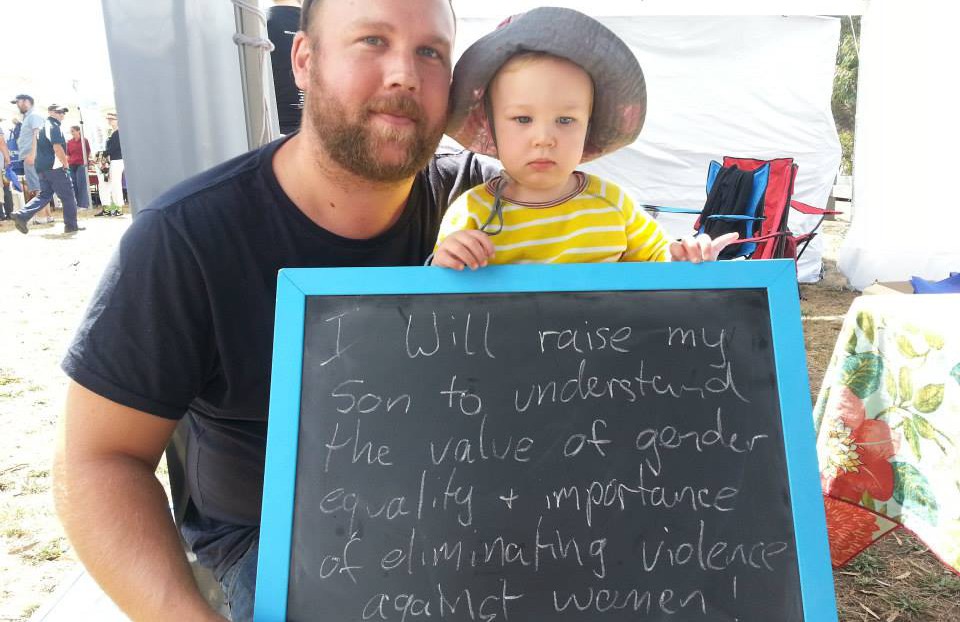 I Will raise my
Son to understand
the value of gender
equality + importance
of eliminating violence
against women!